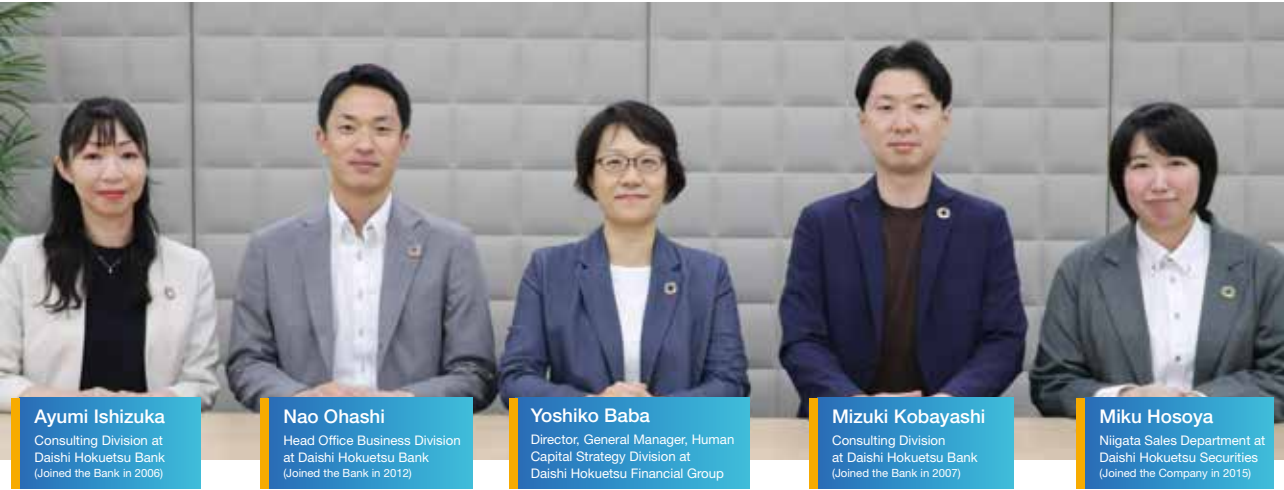 Ayumi Ishizuka
Consulting Division at
Daishi Hokuetsu Bank
(Joined the Bank in 2006)
Nao Ohashi
Head Office Business Division
at Daishi Hokuetsu Bank
(Joined the Bank in 2012)
Yoshiko Baba
Director, General Manager, Human
Capital Strategy Division at
Daishi Hokuetsu Financial Group
Mizuki Kobayashi
Consulting Division
at Daishi Hokuetsu Bank
(Joined the Bank in 2007)
Miku Hosoya
Niigata Sales Department at
Daishi Hokuetsu Securities
(Joined the Company in 2015)